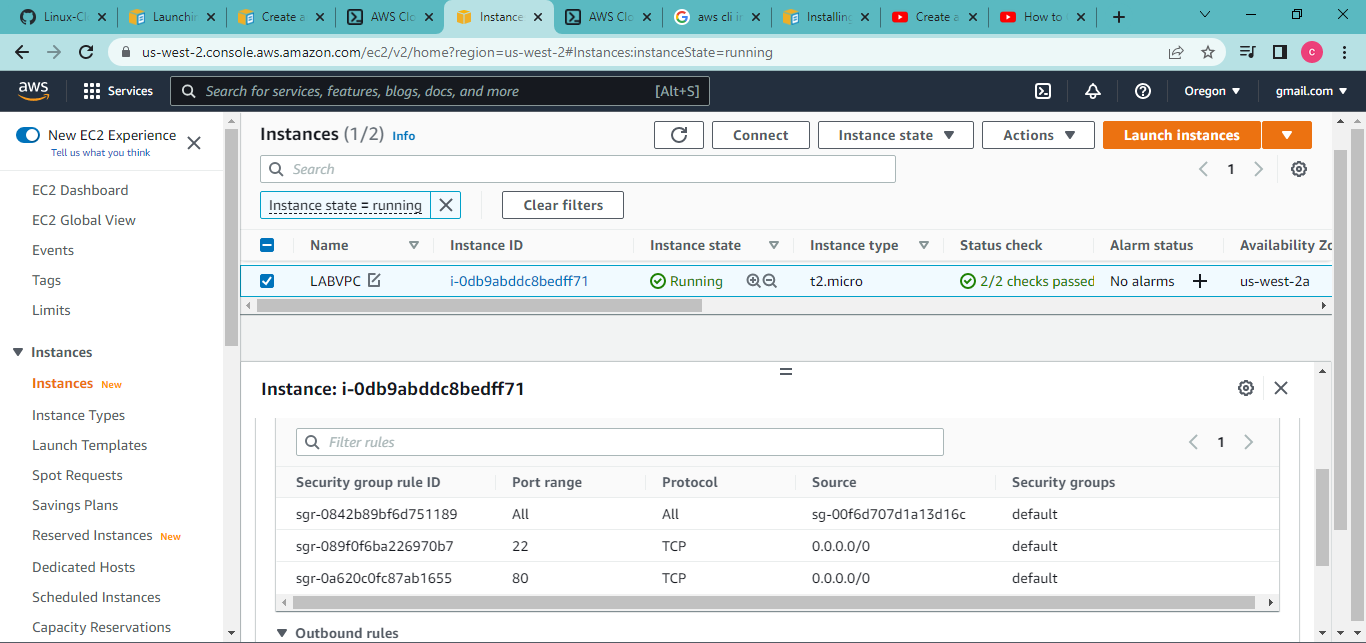 Linux-Cl
Launchin
Create a
AWS Clo
Instance
AWS Clo
aws cli i
Installing
Create a
How to
us-west-2.console.aws.amazon.com/ec2/v2/home?region=us-west-2#Instances:instanceState=running
c
aws
Services
Search for services, features, blogs, docs, and more
[Alt+S]
Oregon
gmail.com
New EC2 Experience
Tell us what you think
EC2 Dashboard
EC2 Global View
Events
Tags
Limits
Instances
Instances New
Instance Types
Launch Templates
Spot Requests
Savings Plans
Reserved Instances New
Dedicated Hosts
Scheduled Instances
Capacity Reservations
Instances (1/2) Info
Connect
Instance state
Actions
Launch instances
Search
1
Instance state = running
Clear filters
Name Instance ID Instance state Instance type Status check Alarm status Availability Zo
LABVPC i-0db9abddc8bedff71 Running t2.micro 2/2 checks passed No alarms us-west-2a
Instance: i-0db9abddc8bedff71
Filter rules
1
Security group rule ID Port range Protocol Source Security groups
sgr-0842b89bf6d751189 All All sg-00f6d707d1a13d16c default
sgr-089f0f6ba226970b7 22 TCP 0.0.0.0/0 default
sgr-0a620c0fc87ab1655 80 TCP 0.0.0.0/0 default
Outbound rules